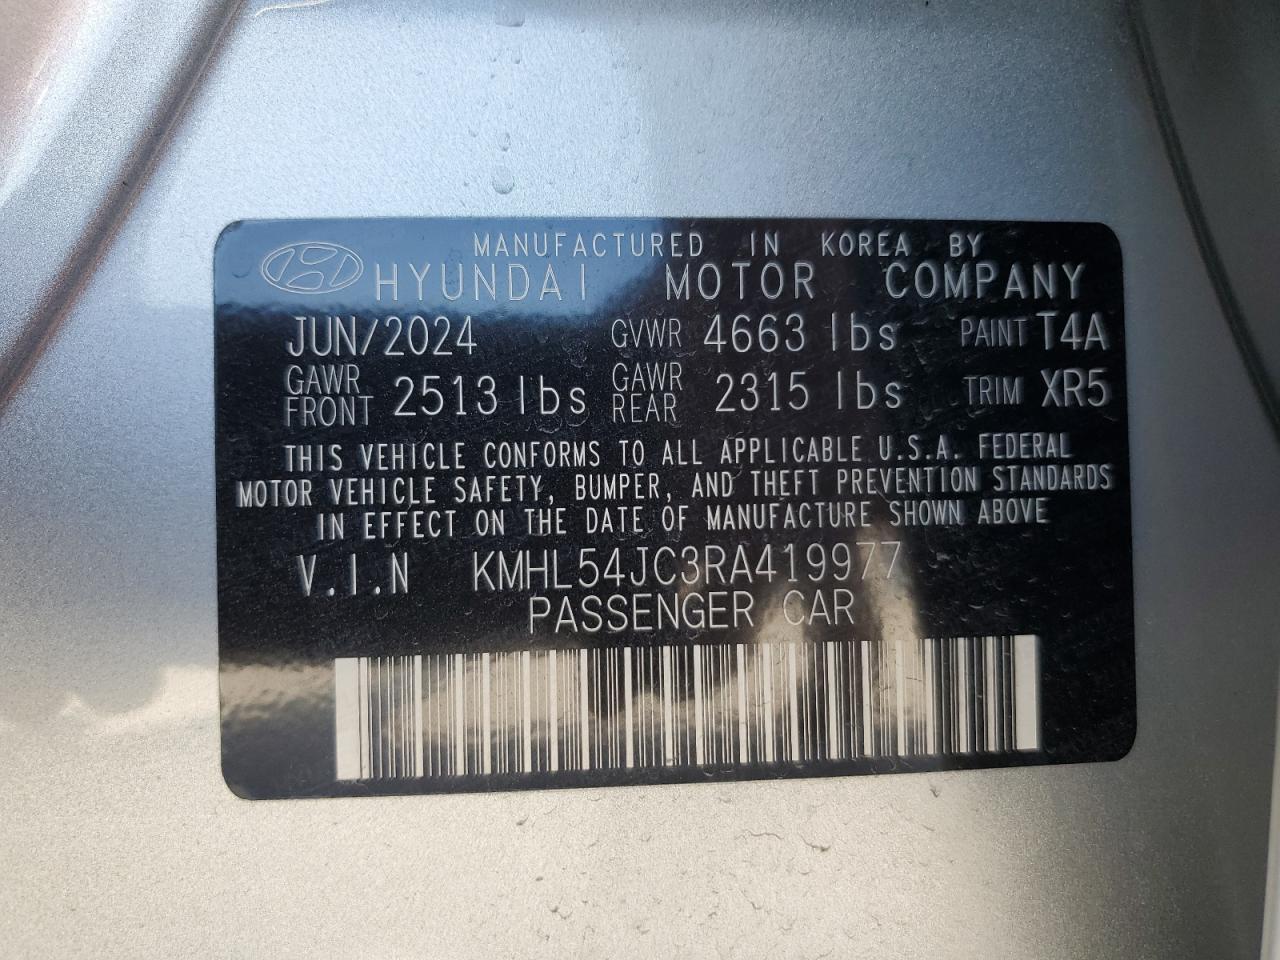 MANUFACTURED IN KOREA BY
HYUNDAI MOTOR COMPANY
JUN/2024 GVWR 4663 lbs PAINT T4A
GAWR FRONT 2513 lbs GAWR REAR 2315 lbs TRIM XR5
THIS VEHICLE CONFORMS TO ALL APPLICABLE U.S.A. FEDERAL
MOTOR VEHICLE SAFETY, BUMPER, AND THEFT PREVENTION STANDARDS
IN EFFECT ON THE DATE OF MANUFACTURE SHOWN ABOVE
V.I.N KMHL54JC3RA419977
PASSENGER CAR